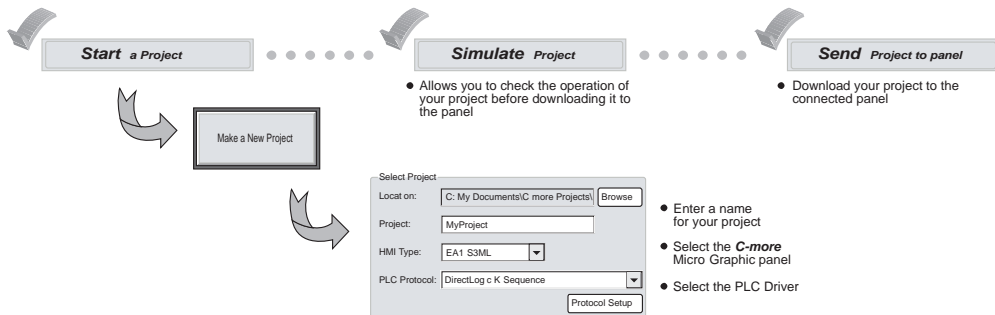 Start a Project
Simulate Project
Send Project to panel
Allows you to check the operation of
your project before downloading it to
the panel
Download your project to the
connected panel
Make a New Project
Select Project
Locat on: C: My Documents\C more Projects\ Browse
Project: MyProject
HMI Type: EA1 S3ML
PLC Protocol: DirectLog c K Sequence
Protocol Setup
Enter a name
for your project
Select the C-more
Micro Graphic panel
Select the PLC Driver